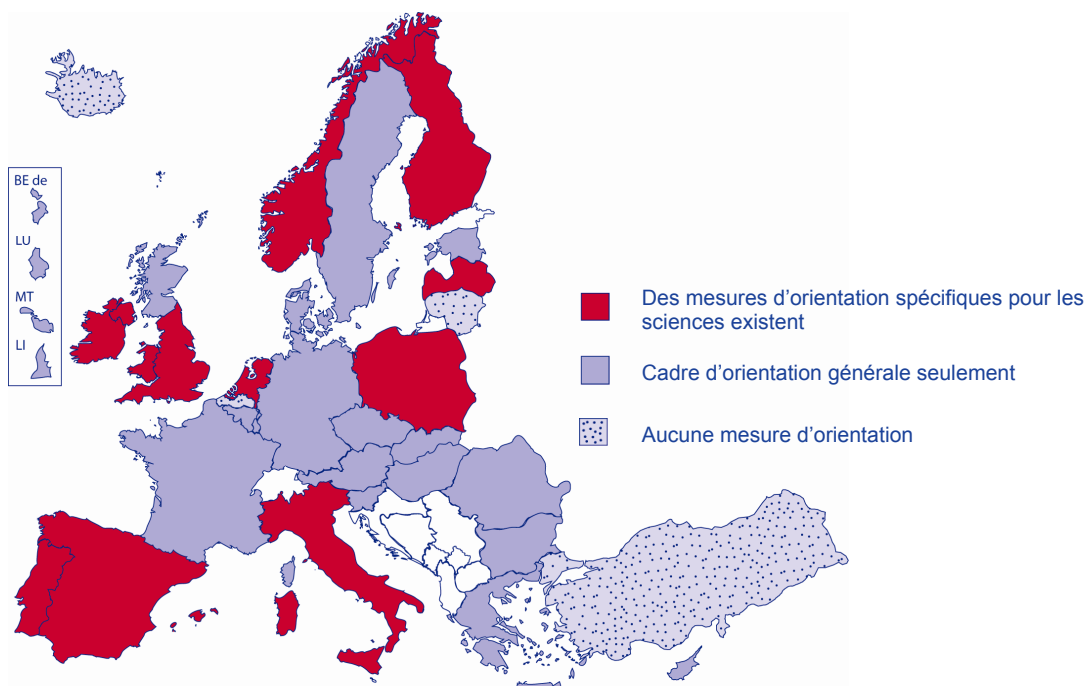 BE de
LU
MT
LI
Des mesures d'orientation spécifiques pour les
sciences existent
Cadre d'orientation générale seulement
Aucune mesure d'orientation